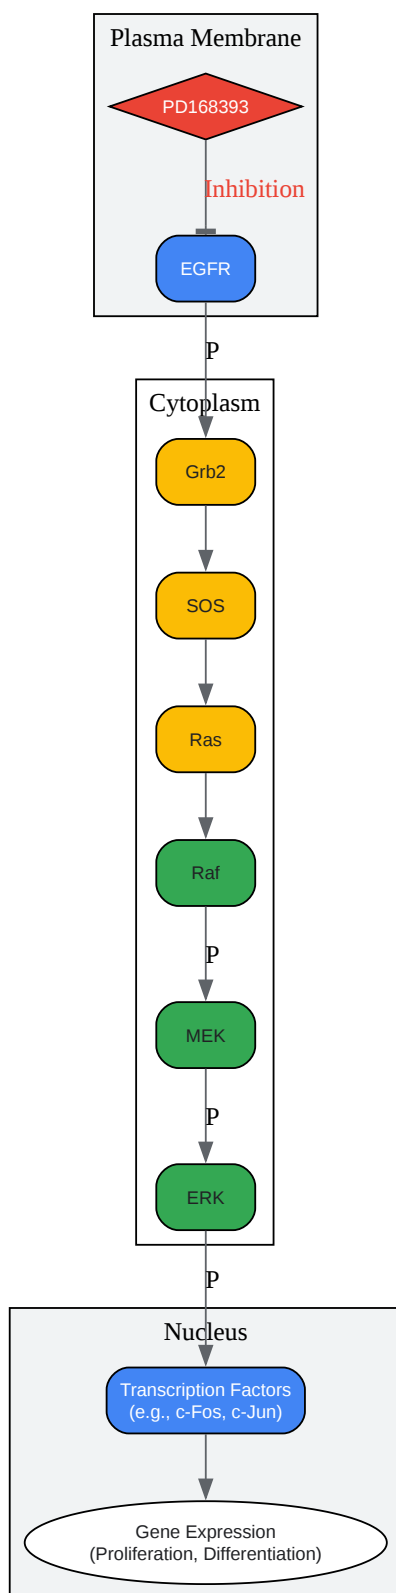 Plasma Membrane
PD168393
Inhibition
EGFR
P
Cytoplasm
Grb2
SOS
Ras
Raf
P
MEK
P
ERK
P
Nucleus
Transcription Factors
(e.g., c-Fos, c-Jun)
Gene Expression
(Proliferation, Differentiation)